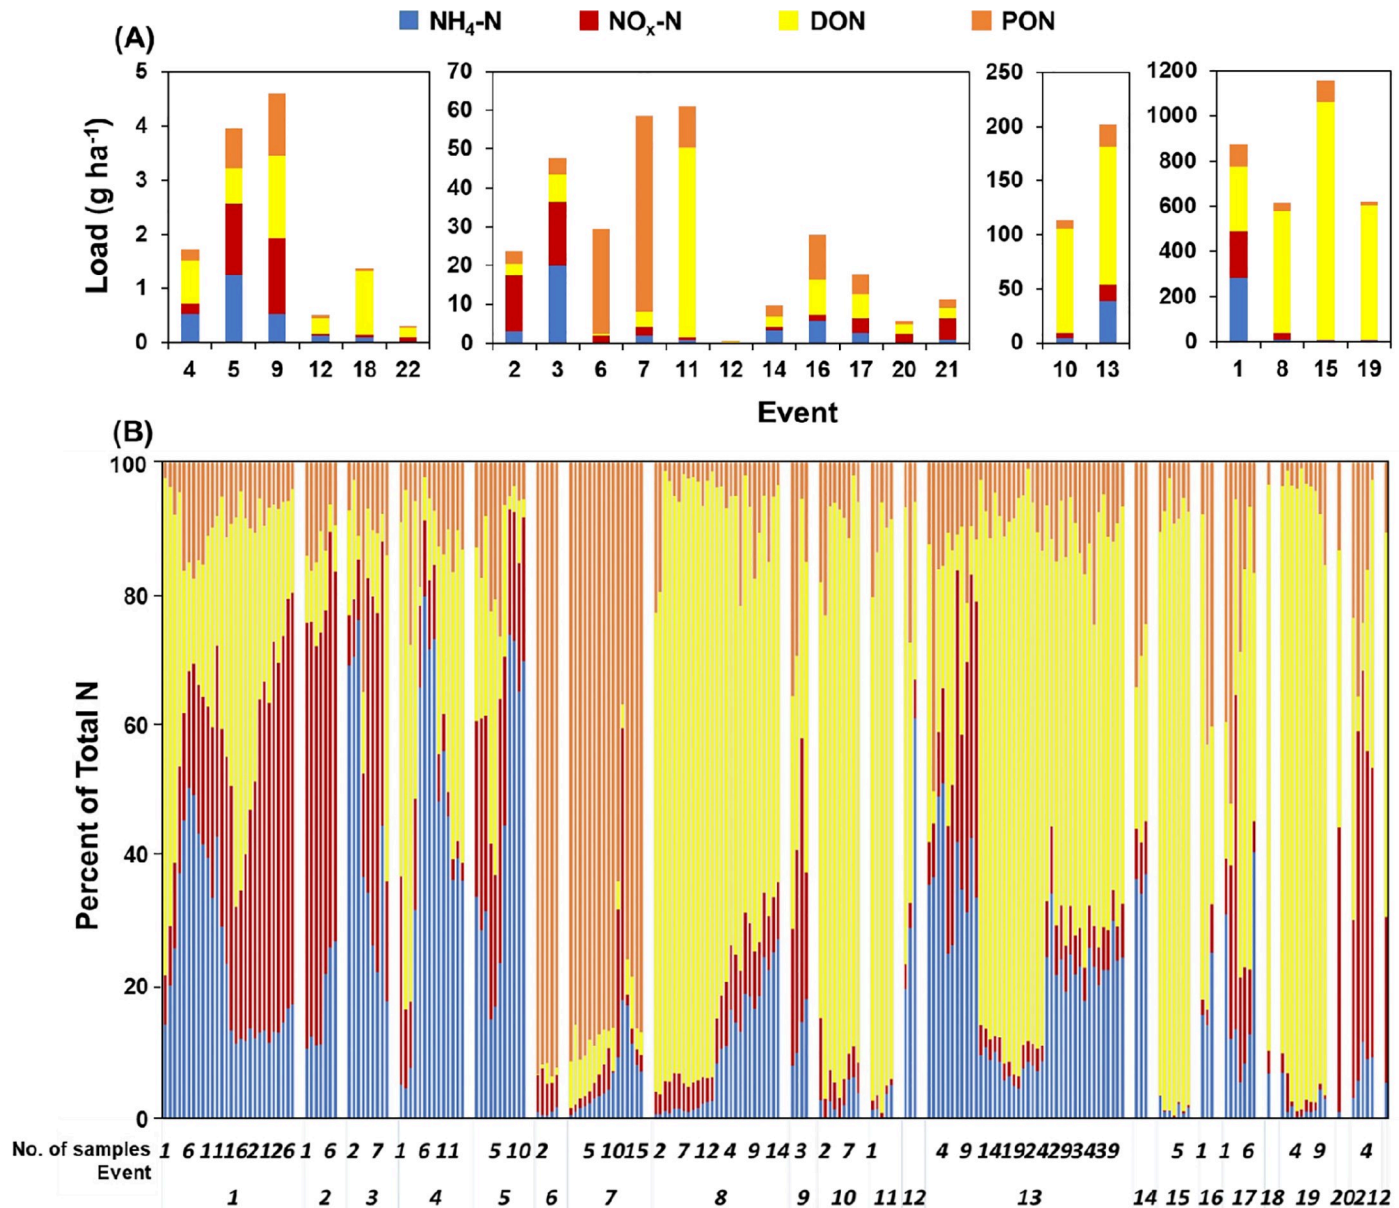 NH₄-N NOₓ-N DON PON
(A)
5 4 3 2 1 0
70 60 50 40 30 20 10 0
250 200 150 100 50 0
1200 1000 800 600 400 200 0
Load (g ha⁻¹)
4 5 9 12 18 22
2 3 6 7 11 12 14 16 17 20 21
10 13
1 8 15 19
Event
(B)
100
80
60
40
20
0
Percent of Total N
No. of samples 1 6 1116212 6 1 6 2 7 1 6 11 5 10 2 5 1015 2 7 12 4 9 14 3 2 7 1 4 9 14192429343 9 5 1 1 6 4 9 4
Event
1 2 3 4 5 6 7 8 9 10 11 12 13 14 15 16 17 18 19 20212